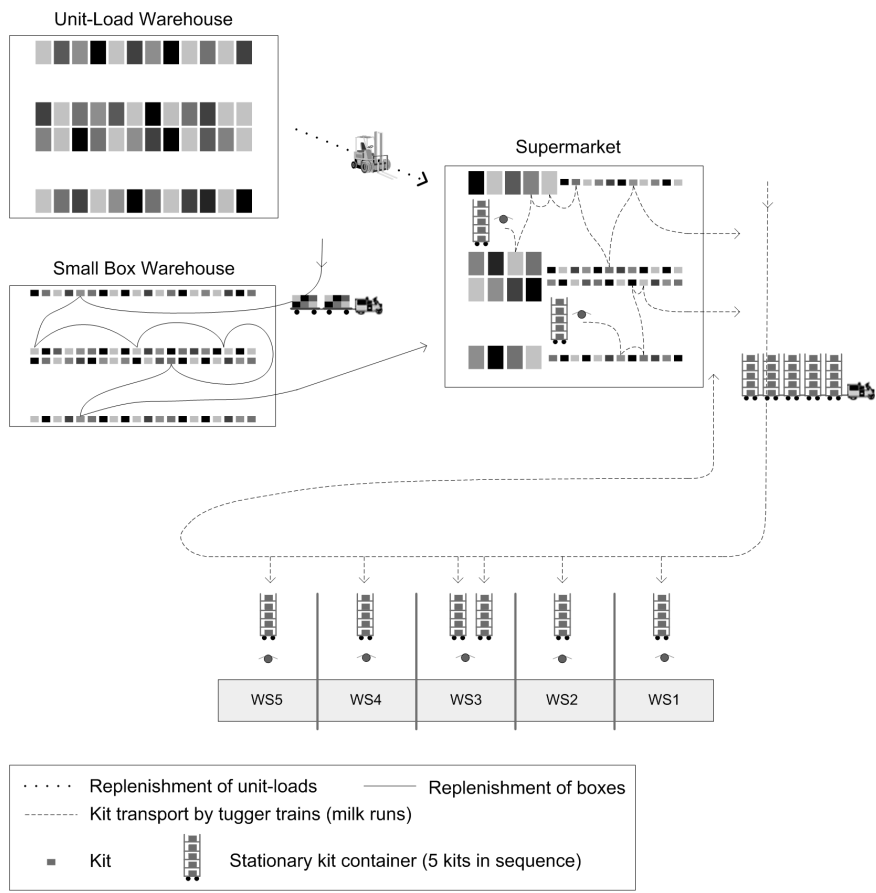 Unit-Load Warehouse
Supermarket
Small Box Warehouse
WS5 WS4 WS3 WS2 WS1
Replenishment of unit-loads Replenishment of boxes
Kit transport by tugger trains (milk runs)
Kit Stationary kit container (5 kits in sequence)